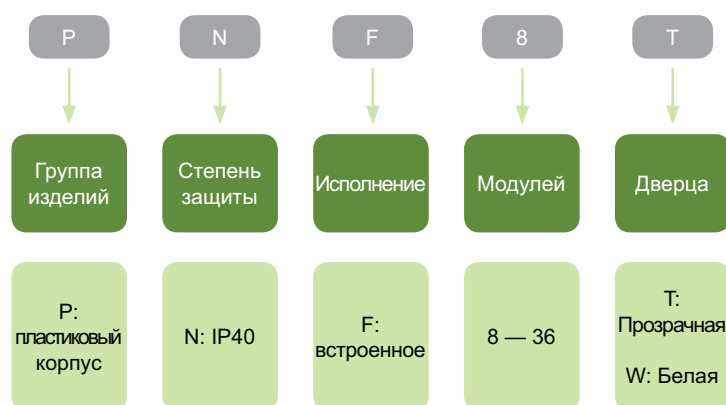 P N F 8 T
Группа
изделий
Степень
защиты
Исполнение
Модулей
Дверца
P:
пластиковый
корпус
N: IP40
F:
встроенное
8 — 36
T:
Прозрачная
W: Белая